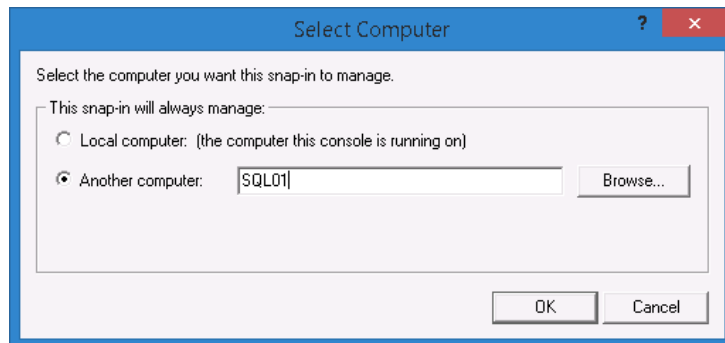 Select Computer
? ×
Select the computer you want this snap-in to manage.
This snap-in will always manage:
Local computer: (the computer this console is running on)
Another computer: SQL01 Browse...
OK Cancel